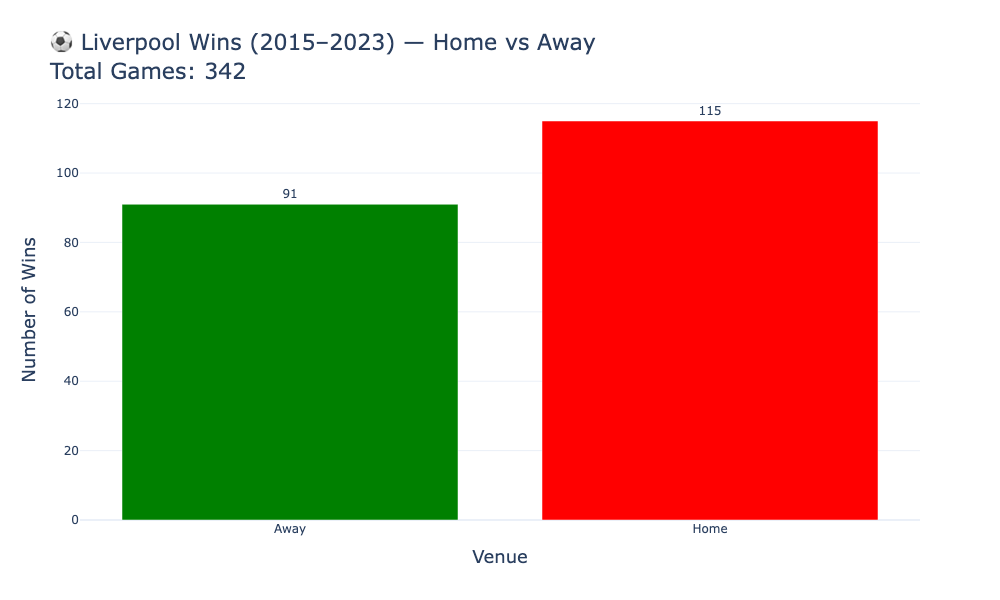 ⚽ Liverpool Wins (2015–2023) — Home vs Away
Total Games: 342
Number of Wins
120
100
80
60
40
20
0
91
115
Away
Home
Venue